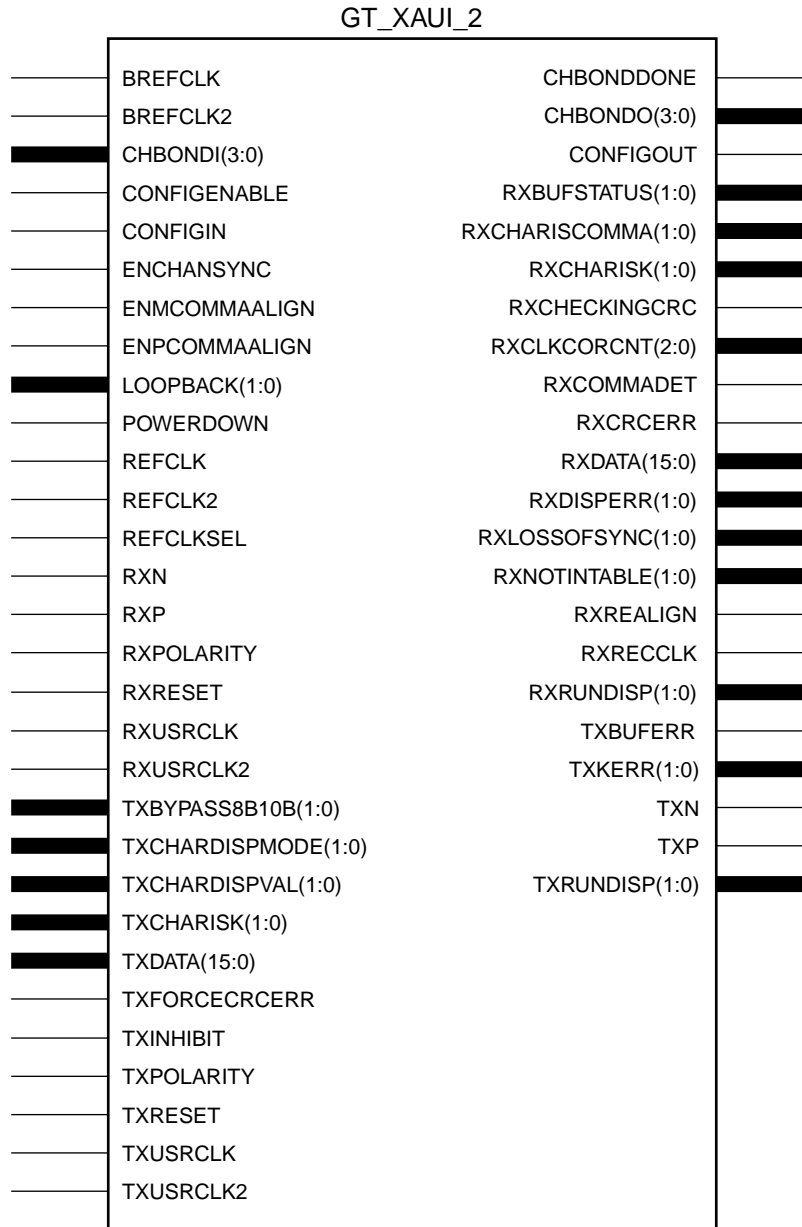 GT_XAUI_2
BREFCLK CHBONDDONE
BREFCLK2 CHBONDO(3:0)
CHBONDI(3:0) CONFIGOUT
CONFIGENABLE RXBUFSTATUS(1:0)
CONFIGIN RXCHARISCOMMA(1:0)
ENCHANSYNC RXCHARISK(1:0)
ENMCOMMAALIGN RXCHECKINGCRC
ENPCOMMAALIGN RXCLKCORCNT(2:0)
LOOPBACK(1:0) RXCOMMADET
POWERDOWN RXCRCERR
REFCLK RXDATA(15:0)
REFCLK2 RXDISPERR(1:0)
REFCLKSEL RXLOSSOFSYNC(1:0)
RXN RXNOTINTABLE(1:0)
RXP RXREALIGN
RXPOLARITY RXRECCLK
RXRESET RXRUNDISP(1:0)
RXUSRCLK TXBUFERR
RXUSRCLK2 TXKERR(1:0)
TXBYPASS8B10B(1:0) TXN
TXCHARDISPMODE(1:0) TXP
TXCHARDISPVAL(1:0) TXRUNDISP(1:0)
TXCHARISK(1:0)
TXDATA(15:0)
TXFORCECRCERR
TXINHIBIT
TXPOLARITY
TXRESET
TXUSRCLK
TXUSRCLK2